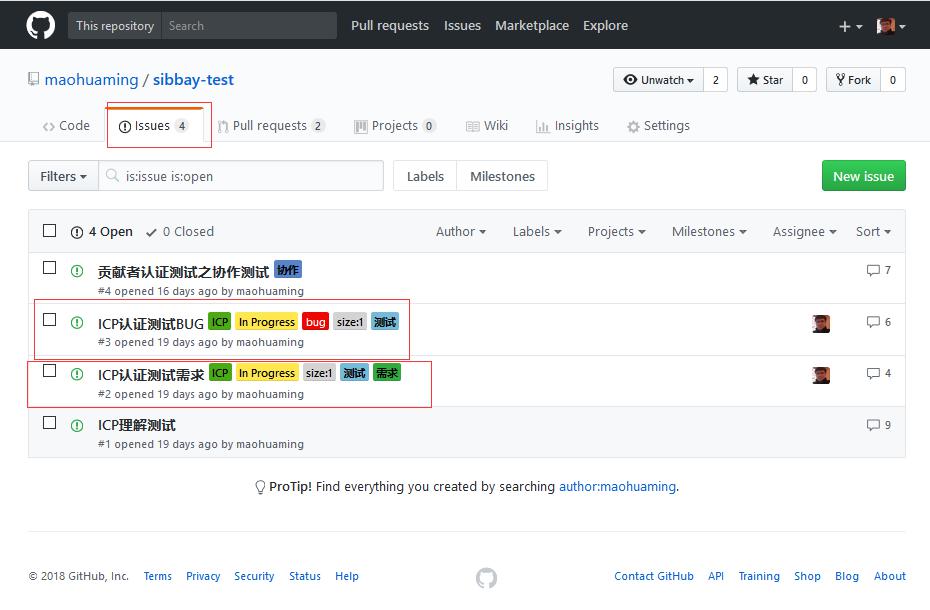 This repository Search Pull requests Issues Marketplace Explore
maohuaming / sibbay-test Unwatch 2 Star 0 Fork 0
Code Issues 4 Pull requests 2 Projects 0 Wiki Insights Settings
Filters is:issue is:open Labels Milestones New issue
4 Open 0 Closed Author Labels Projects Milestones Assignee Sort
贡献者认证测试之协作测试 协作 7
#4 opened 16 days ago by maohuaming
ICP认证测试BUG ICP In Progress bug size:1 测试 6
#3 opened 19 days ago by maohuaming
ICP认证测试需求 ICP In Progress size:1 测试 需求 4
#2 opened 19 days ago by maohuaming
ICP理解测试 9
#1 opened 19 days ago by maohuaming
ProTip! Find everything you created by searching author:maohuaming.
© 2018 GitHub, Inc. Terms Privacy Security Status Help Contact GitHub API Training Shop Blog About